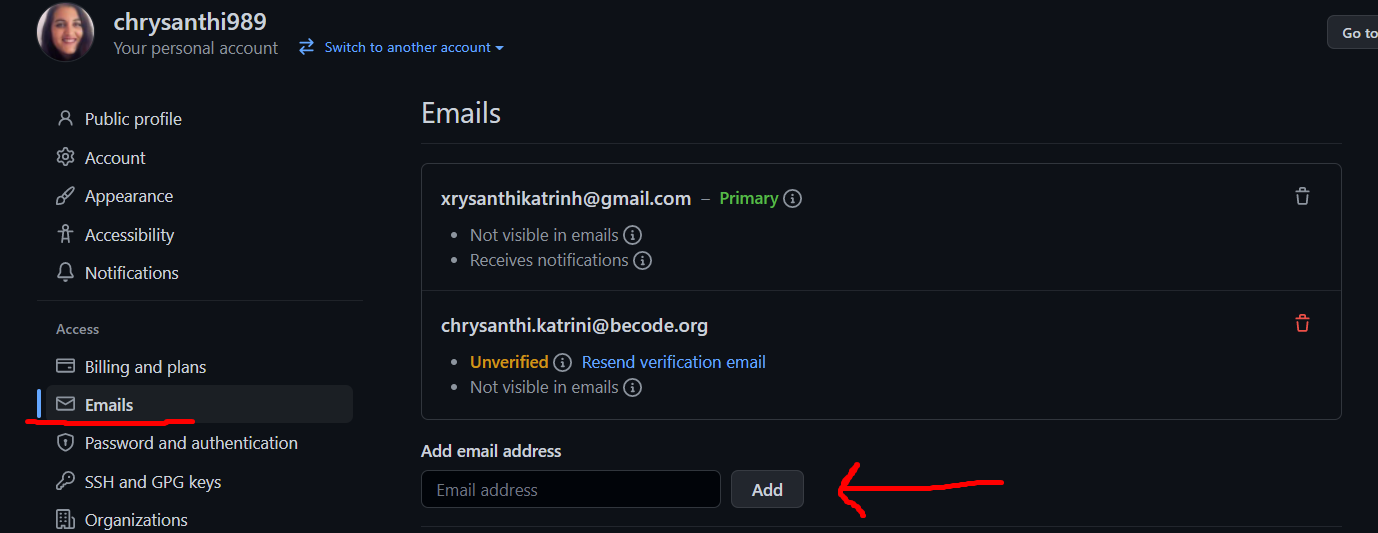 chrysanthi989
Your personal account
Switch to another account
Go to
Public profile
Account
Appearance
Accessibility
Notifications
Access
Billing and plans
Emails
Password and authentication
SSH and GPG keys
Organizations
Emails
xrysanthikatrinh@gmail.com – Primary
Not visible in emails
Receives notifications
chrysanthi.katrini@becode.org
Unverified Resend verification email
Not visible in emails
Add email address
Email address Add